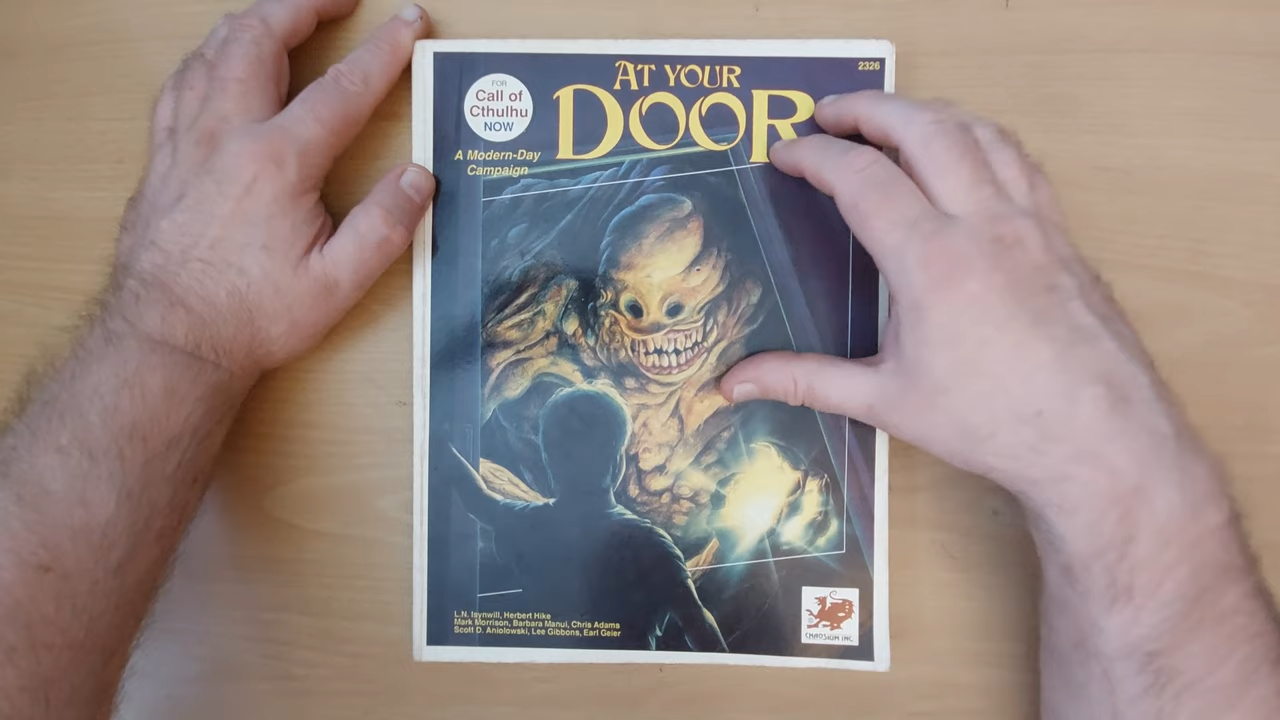 2326
FOR
Call of
Cthulhu
NOW
AT YOUR
DOOR
A Modern-Day
Campaign
L.N. Isynwill, Herbert Hike
Mark Morrison, Barbara Manui, Chris Adams
Scott D. Aniolowski, Lee Gibbons, Earl Geier
CHAOSIUM INC.